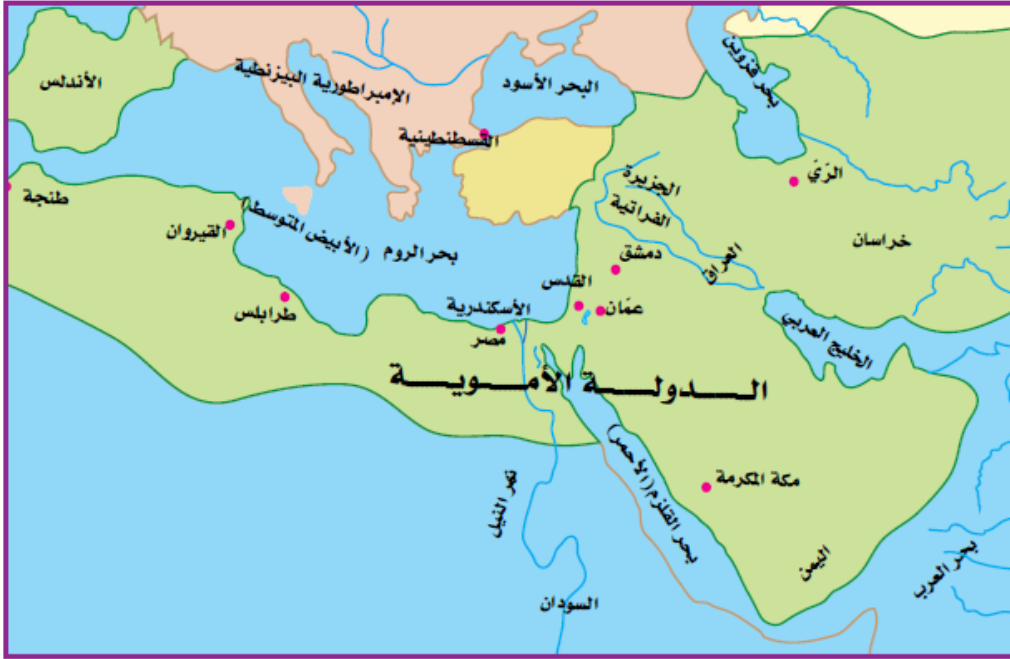 الأندلس
الإمبراطورية البيزنطية
البحر الأسود
بحر قزوين
القسطنطينية
الرّيّ
الجزيرة
الفراتية
طنجة
القيروان
بحر الروم (الأبيض المتوسط)
خراسان
دمشق
العراق
القدس
عمّان
طرابلس
الأسكندرية
مصر
الخليج العربي
الـــدولـــة الأمـــويـــة
مكة المكرمة
بحر القلزم (الأحمر)
نهر النيل
السودان
اليمن
بحر العرب